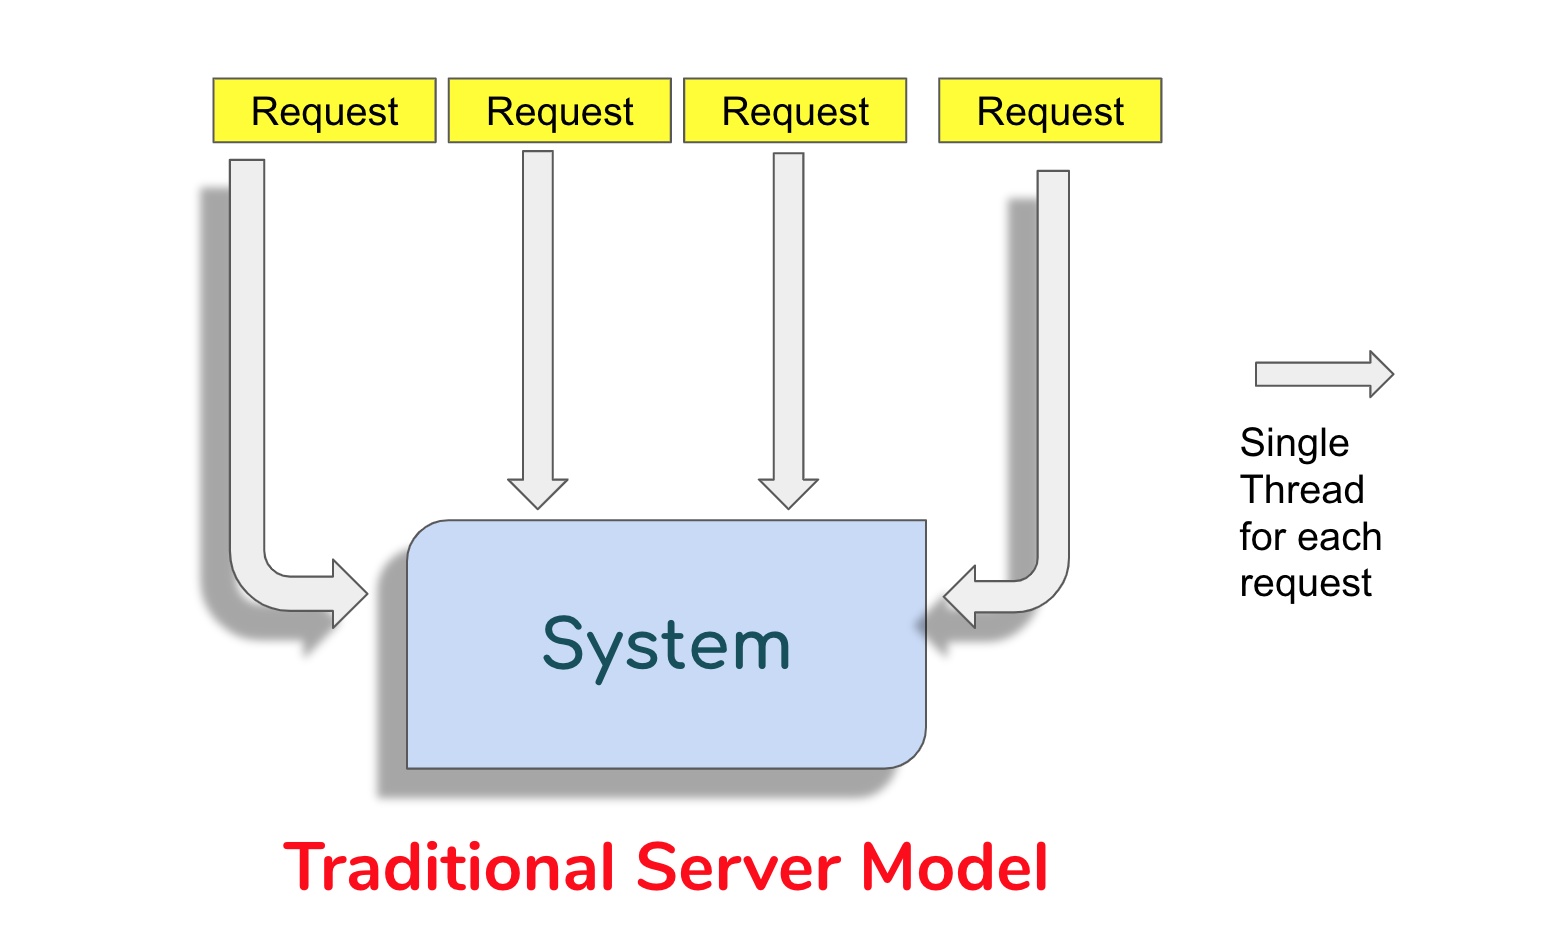 Request Request Request Request
Single
Thread
for each
request
System
Traditional Server Model